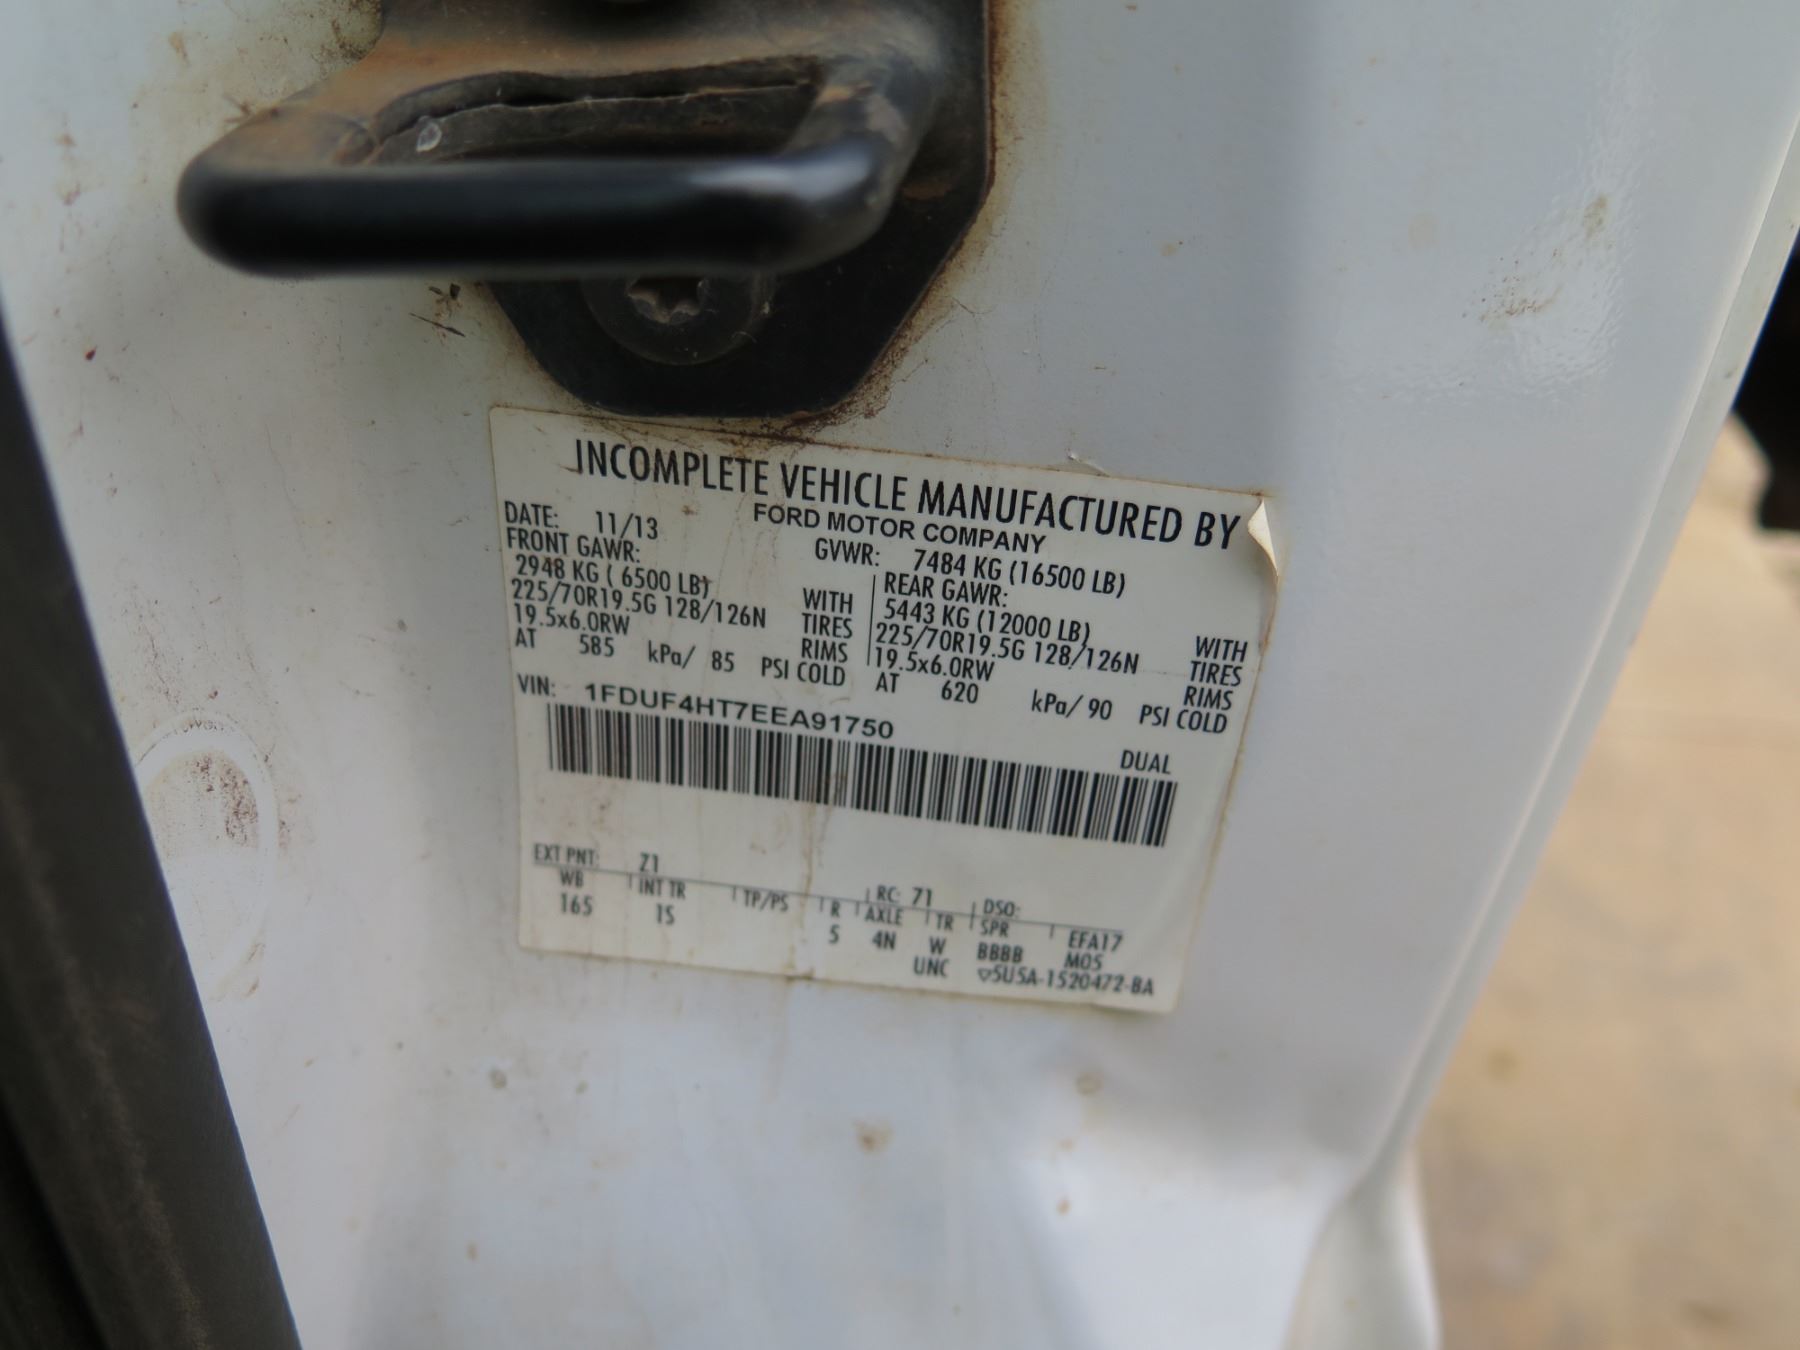 INCOMPLETE VEHICLE MANUFACTURED BY
FORD MOTOR COMPANY
DATE: 11/13 GVWR: 7484 KG (16500 LB)
FRONT GAWR: REAR GAWR:
2948 KG ( 6500 LB) WITH 5443 KG (12000 LB) WITH
225/70R19.5G 128/126N TIRES 225/70R19.5G 128/126N TIRES
19.5x6.0RW RIMS 19.5x6.0RW RIMS
AT 585 kPa/ 85 PSI COLD AT 620 kPa/ 90 PSI COLD
VIN: 1FDUF4HT7EEA91750
DUAL
EXT PNT: Z1 RC: 71 DSO:
WB INT TR TP/PS R AXLE TR SPR EFA17
165 1S 5 4N W BBBB M05
UNC ▽5U5A-1520472-BA